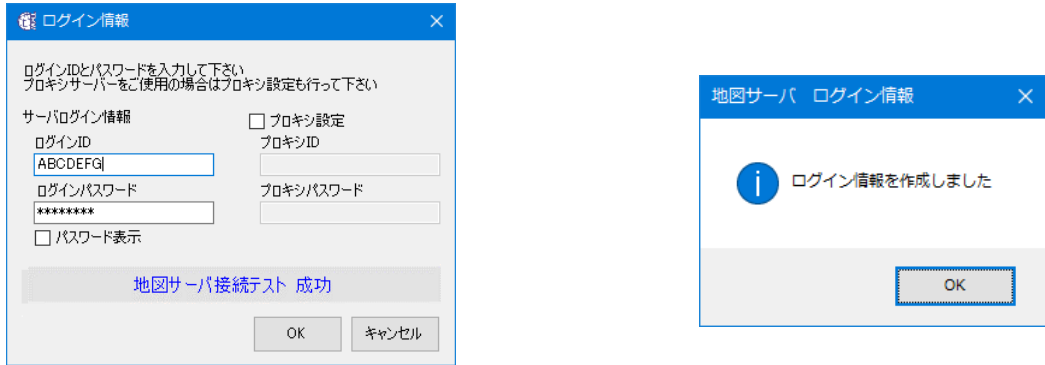 ログイン情報
ログインIDとパスワードを入力して下さい
プロキシサーバーをご使用の場合はプロキシ設定も行って下さい
サーバログイン情報
プロキシ設定
ログインID
プロキシID
ABCDEFG
ログインパスワード
プロキシパスワード
********
パスワード表示
地図サーバ接続テスト 成功
OK
キャンセル
地図サーバ ログイン情報
ログイン情報を作成しました
OK